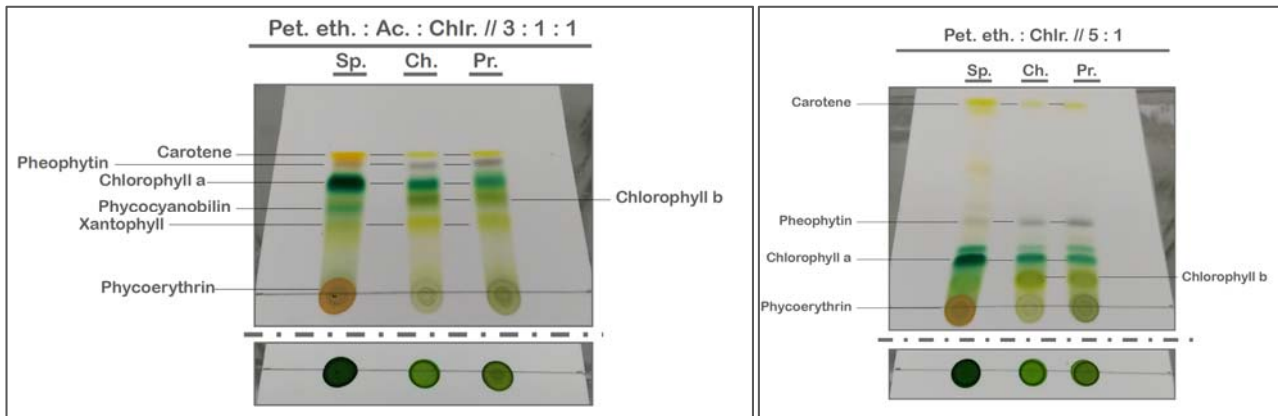 Pet. eth. : Ac. : Chlr. // 3 : 1 : 1
Sp. Ch. Pr.
Carotene
Pheophytin
Chlorophyll a
Chlorophyll b
Phycocyanobilin
Xantophyll
Phycoerythrin
Pet. eth. : Chlr. // 5 : 1
Sp. Ch. Pr.
Carotene
Pheophytin
Chlorophyll a
Chlorophyll b
Phycoerythrin